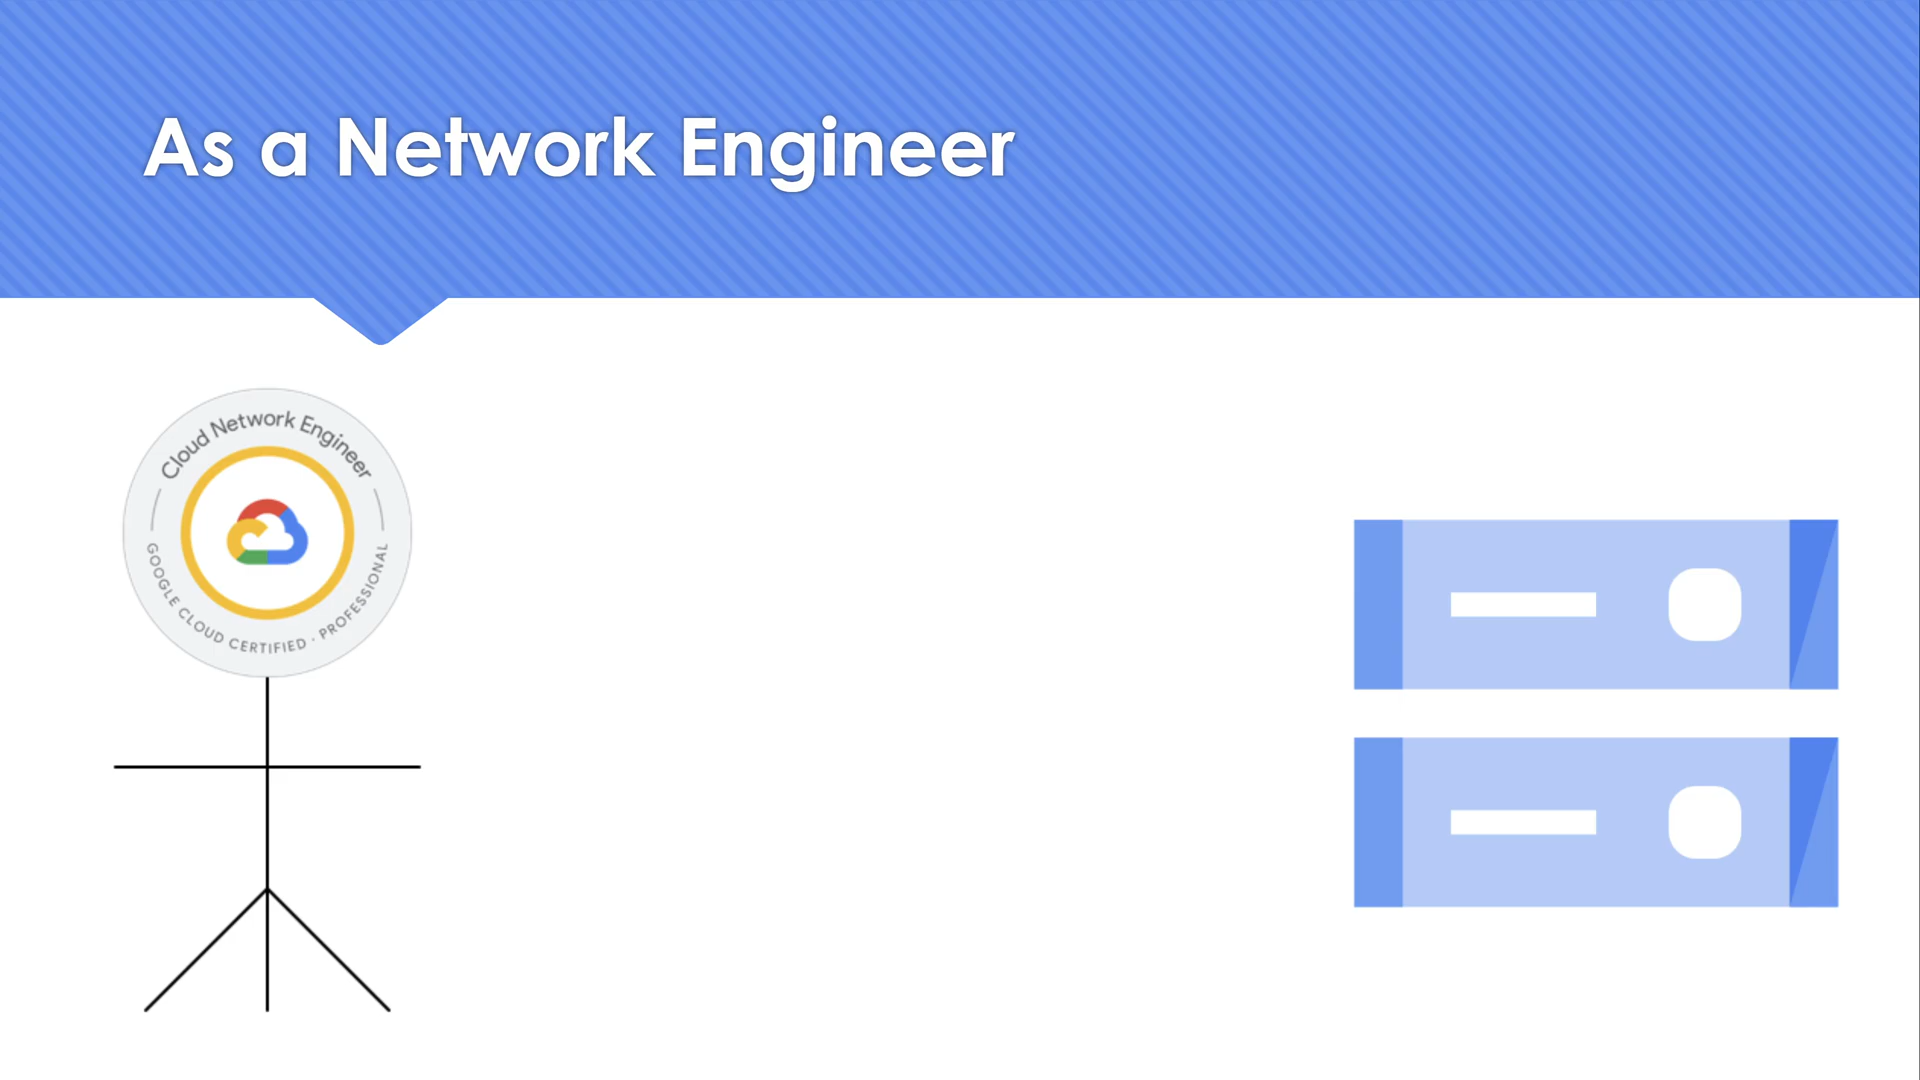 As a Network Engineer
Cloud Network Engineer
GOOGLE CLOUD CERTIFIED · PROFESSIONAL